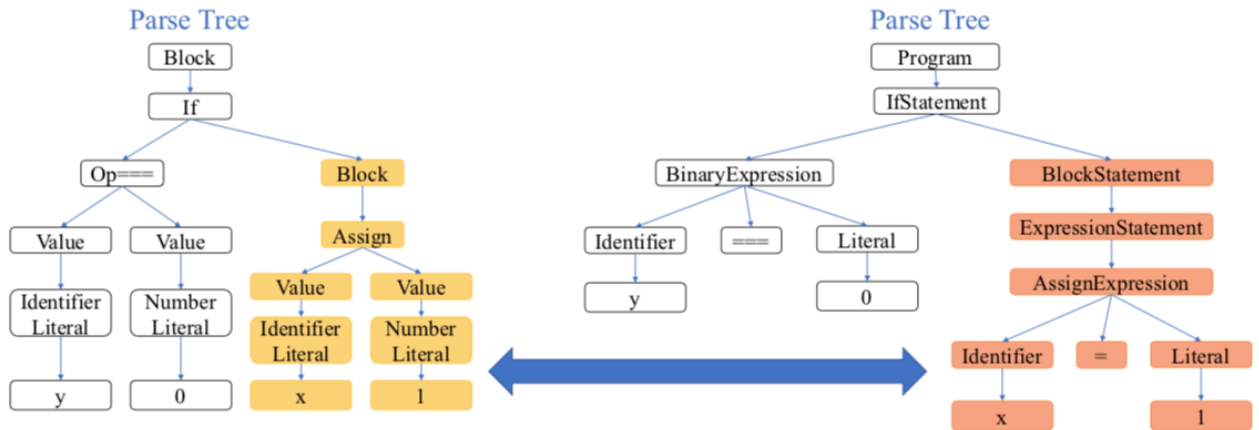 Parse Tree
Block
If
Op===
Block
Value
Value
Assign
Identifier
Literal
Number
Literal
Value
Value
Identifier
Literal
Number
Literal
y
0
x
1
Parse Tree
Program
IfStatement
BinaryExpression
BlockStatement
Identifier
===
Literal
ExpressionStatement
y
0
AssignExpression
Identifier
=
Literal
x
1